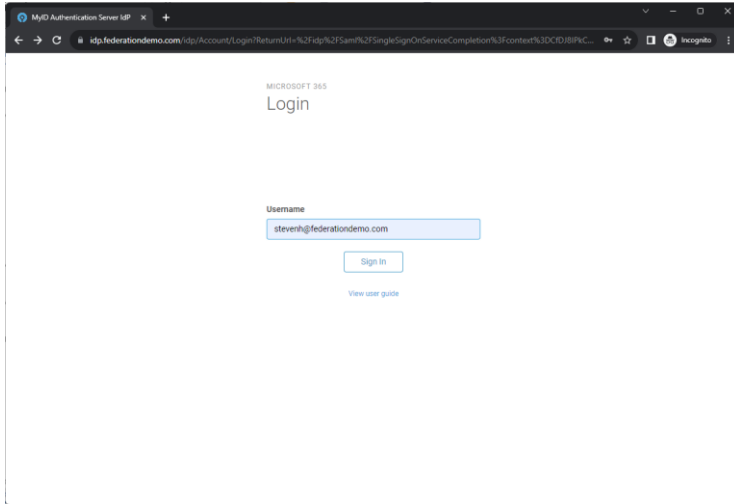 MyID Authentication Server IdP
idp.federationdemo.com/idp/Account/Login?ReturnUrl=%2Fidp%2FSaml%2FSingleSignOnServiceCompletion%3Fcontext%3DCfDJ8IPkC...
Incognito
MICROSOFT 365
Login
Username
stevenh@federationdemo.com
Sign In
View user guide